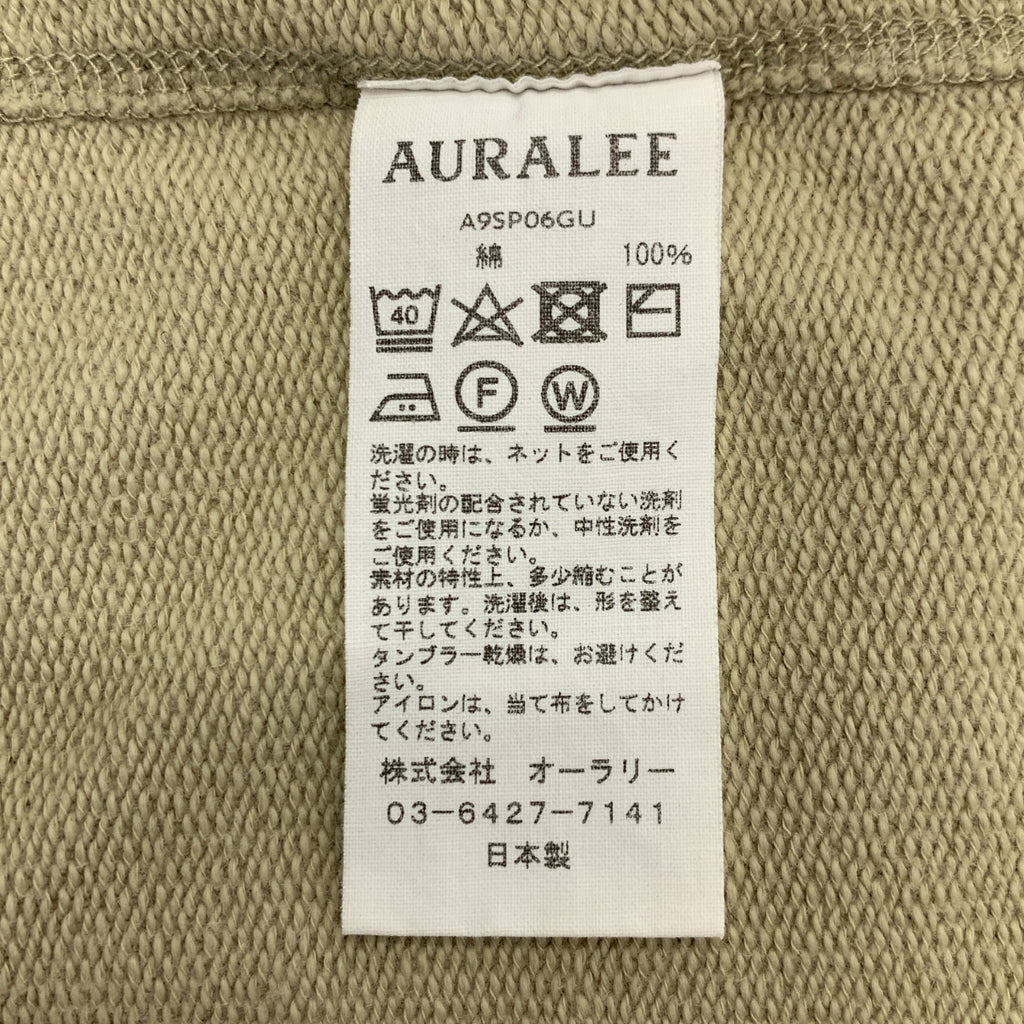 AURALEE
A9SP06GU
綿 100%
40
F W
洗濯の時は、ネットをご使用く
ださい。
蛍光剤の配合されていない洗剤
をご使用になるか、中性洗剤を
ご使用ください。
素材の特性上、多少縮むことが
あります。洗濯後は、形を整え
て干してください。
タンブラー乾燥は、お避けくだ
さい。
アイロンは、当て布をしてかけ
てください。
株式会社 オーラリー
03-6427-7141
日本製